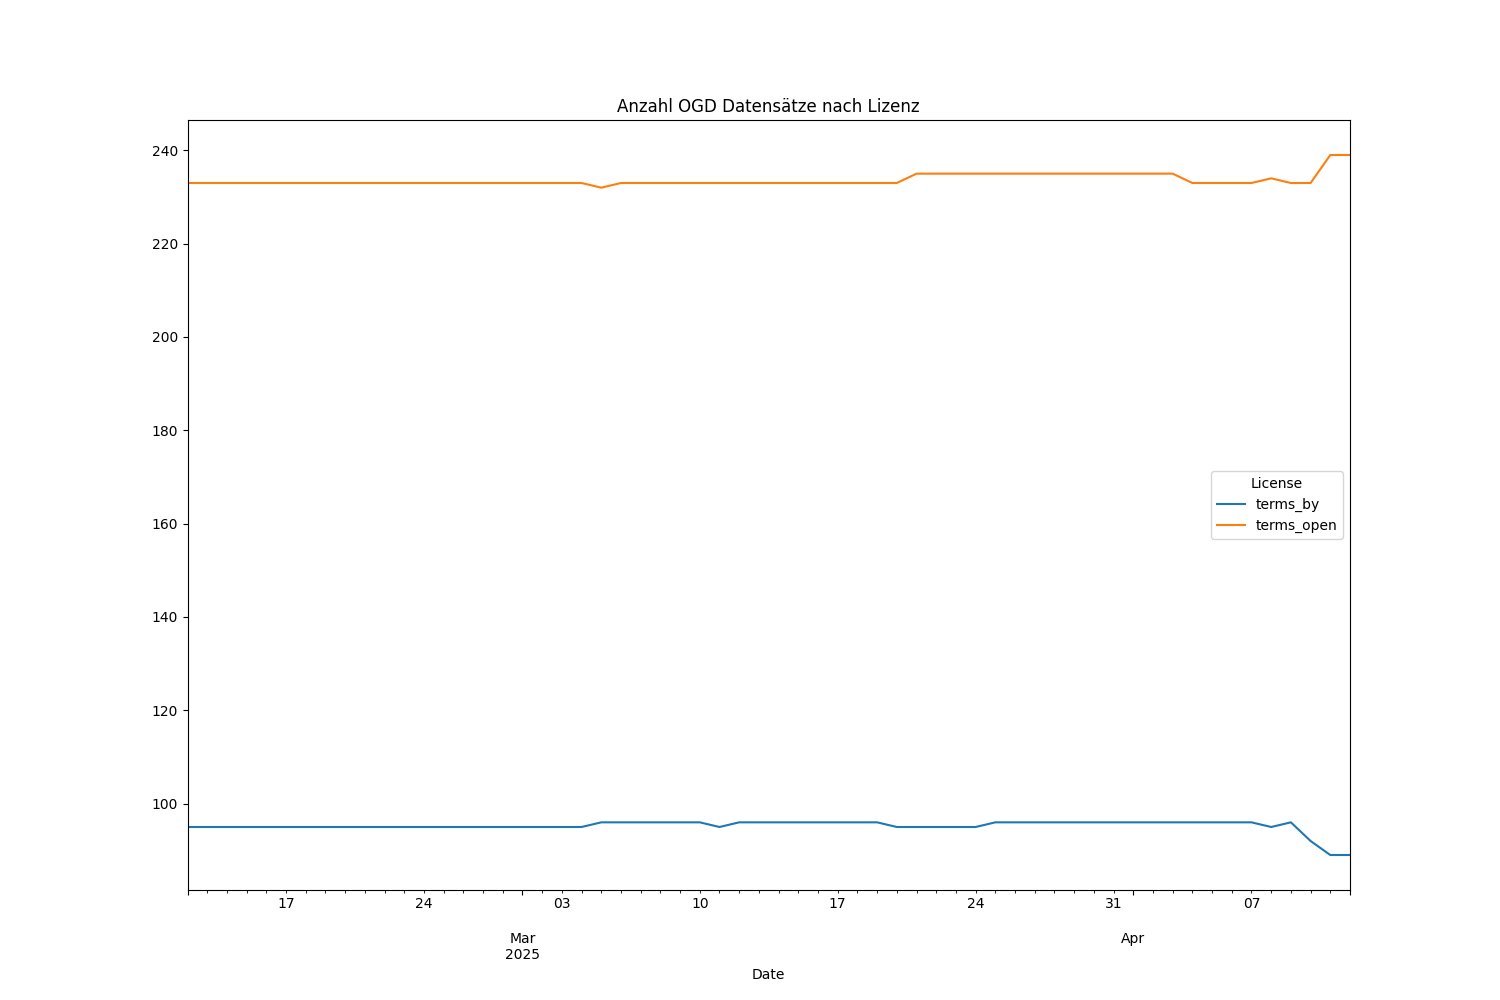 Anzahl OGD Datensätze nach Lizenz
240
220
200
180
160
140
120
100
License
terms_by
terms_open
17 24 03 10 17 24 31 07
Mar Apr
2025
Date